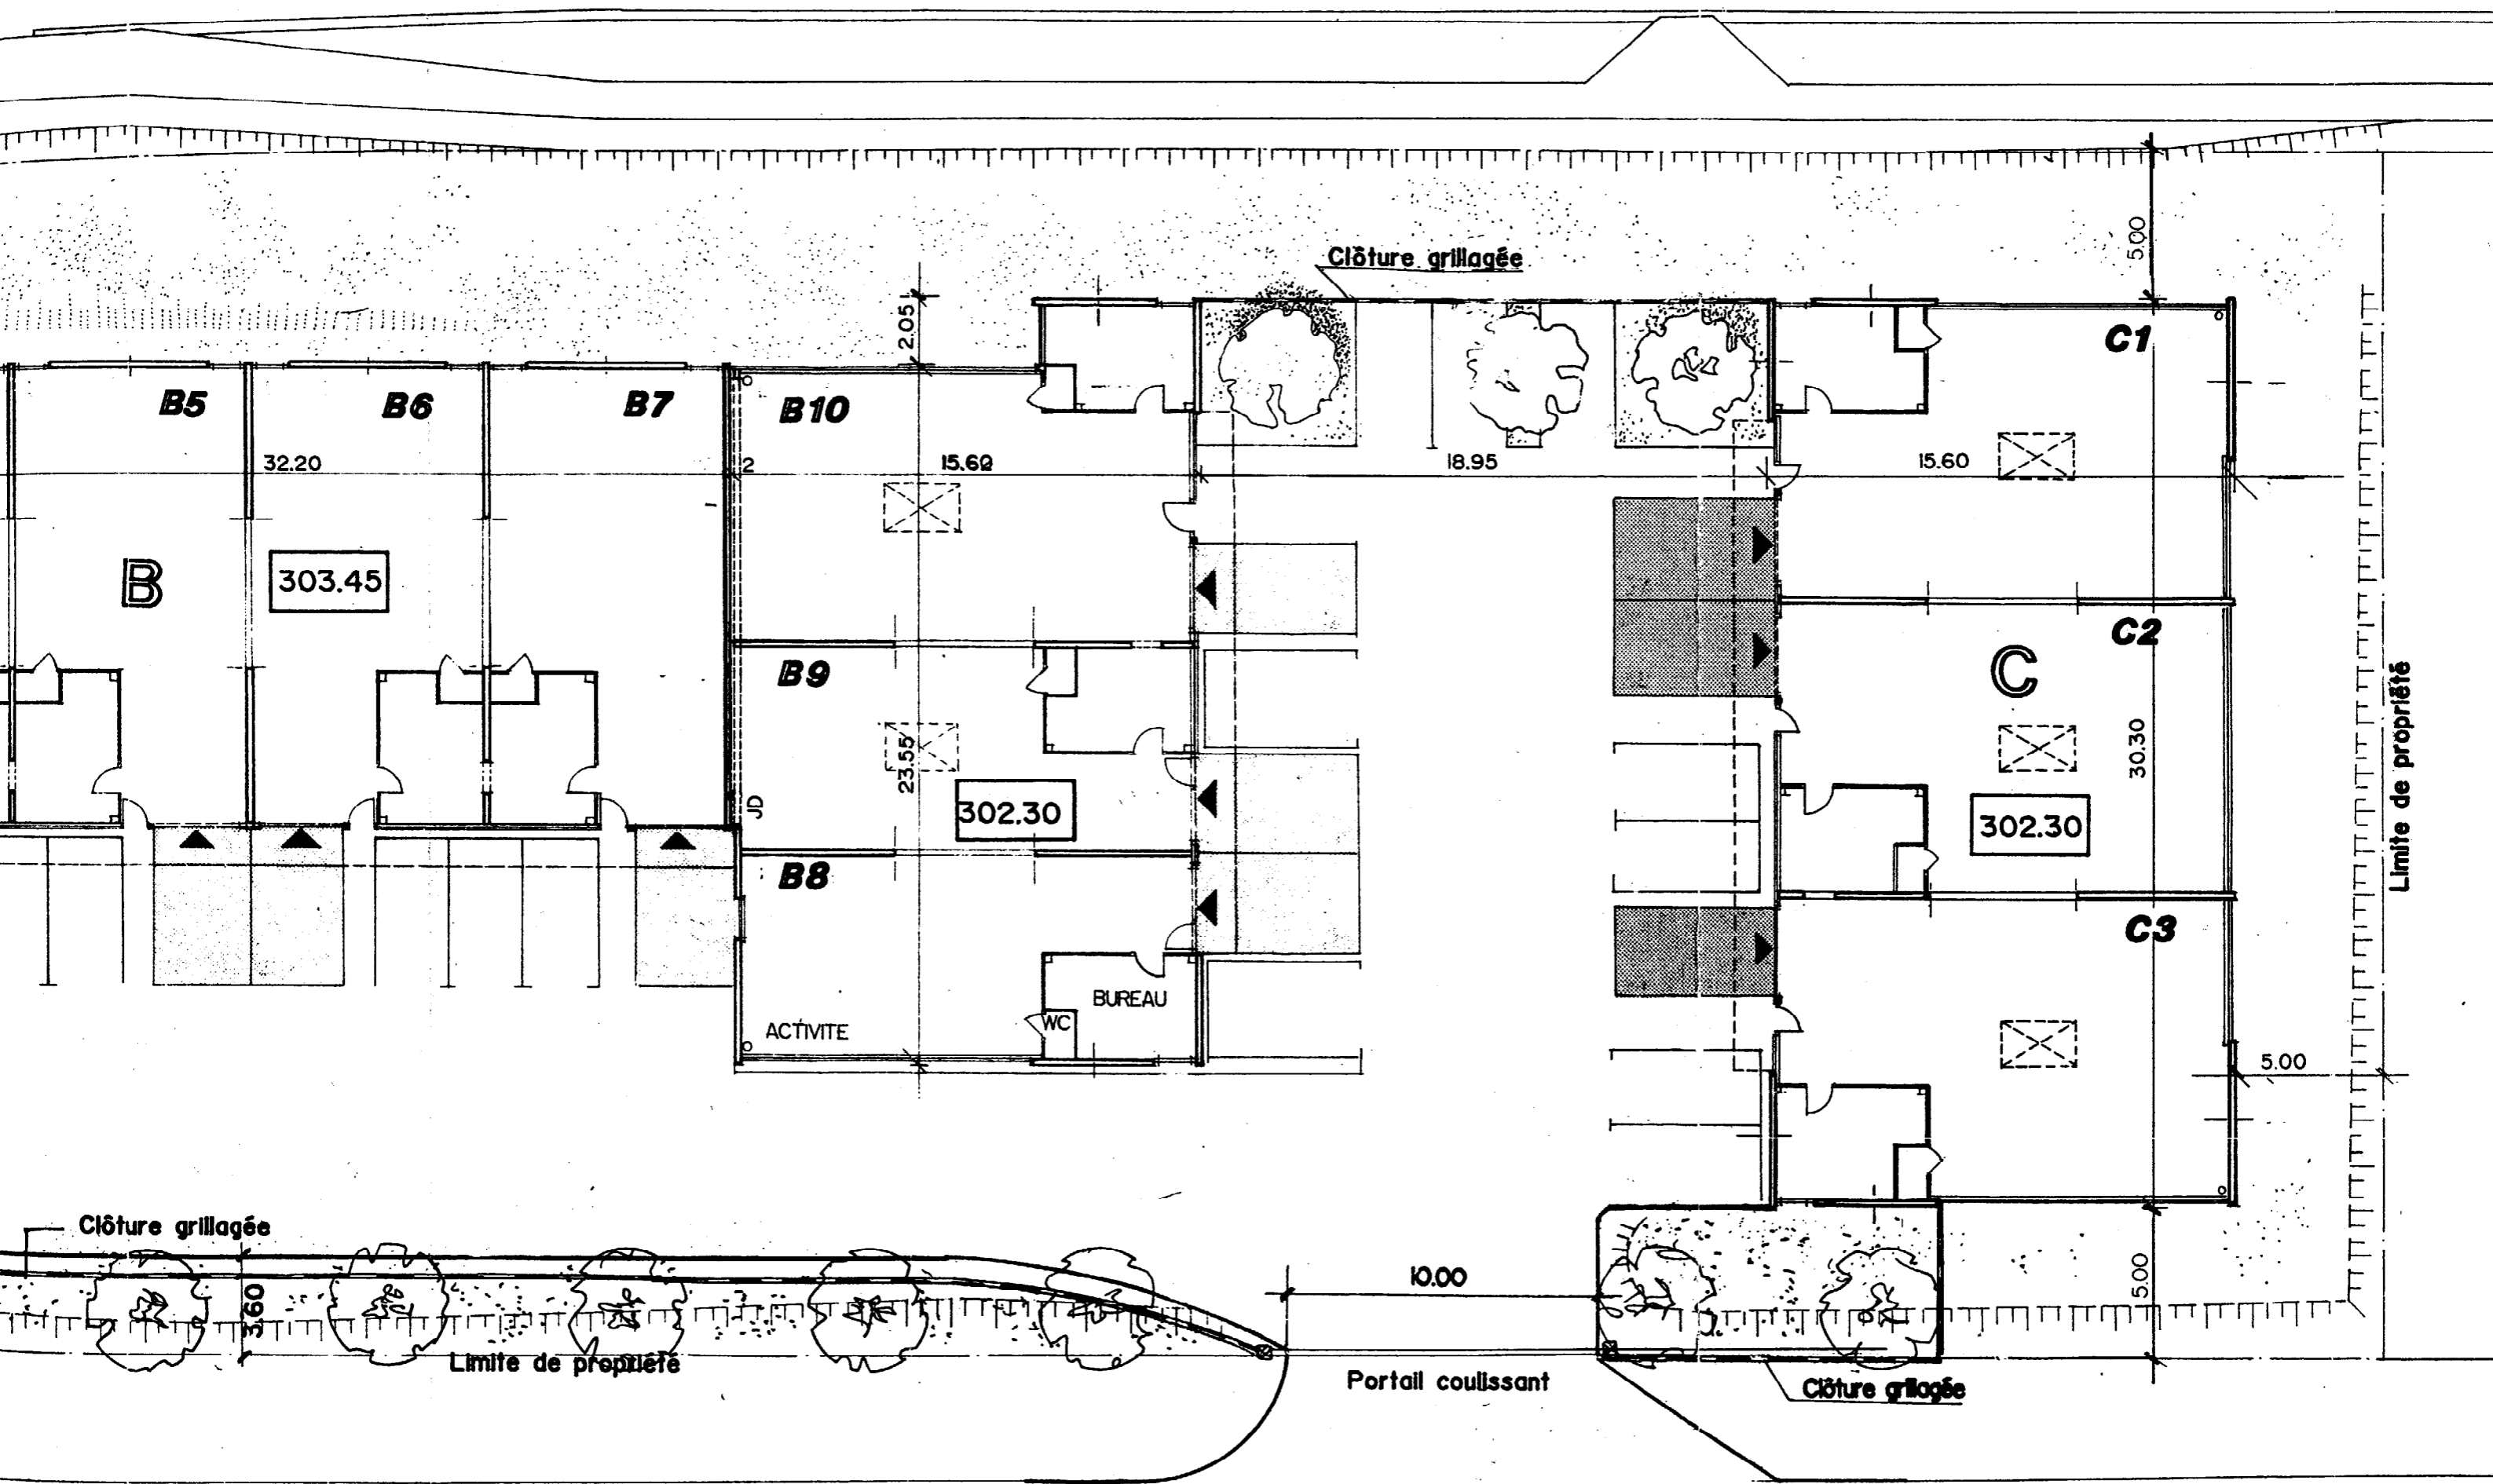 Clôture grillagée
5.00
2.05
C1
B5
B6
B7
B10
32.20
2
15.60
18.95
15.60
1
B
303.45
C2
B9
C
Limite de propriété
23.55
30.30
JD
302.30
302.30
B8
C3
BUREAU
WC
ACTIVITE
5.00
Clôture grillagée
3.60
10.00
5.00
Limite de propriété
Portail coulissant
Clôture grillagée